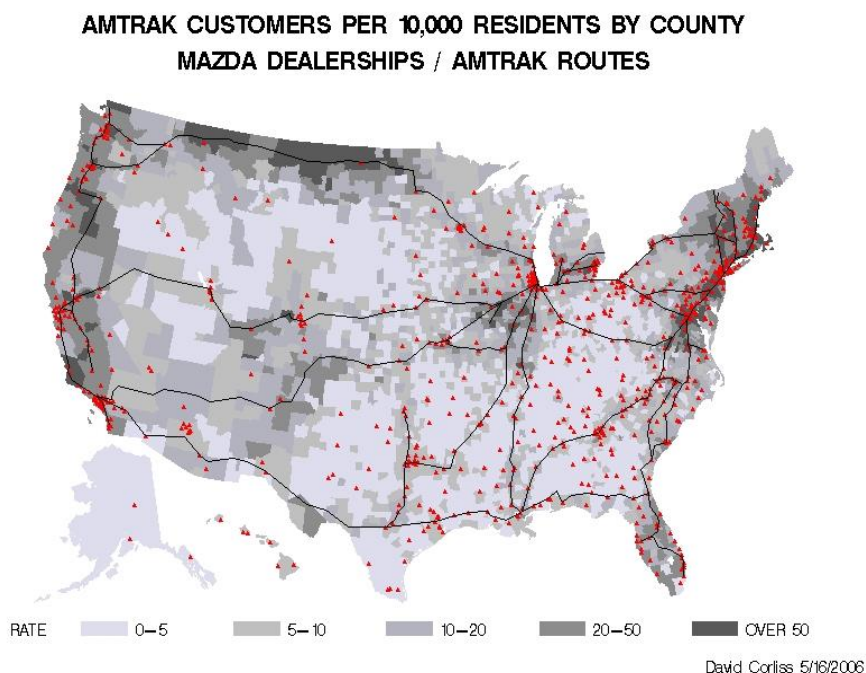 AMTRAK CUSTOMERS PER 10,000 RESIDENTS BY COUNTY
MAZDA DEALERSHIPS / AMTRAK ROUTES
RATE 0-5 5-10 10-20 20-50 OVER 50
David Corliss 5/16/2006